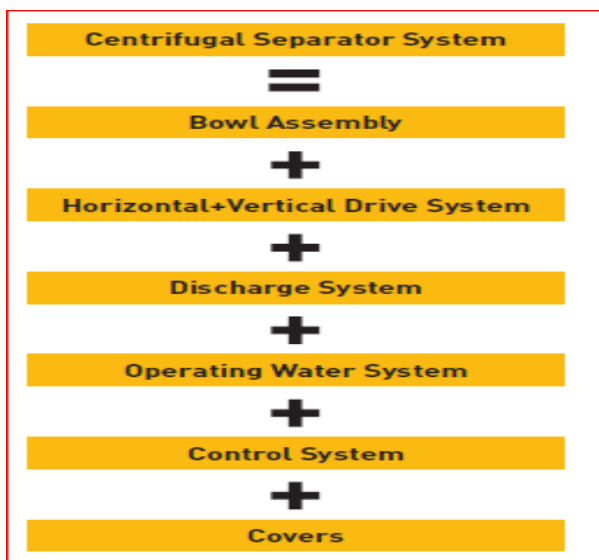 Centrifugal Separator System
=
Bowl Assembly
+
Horizontal+Vertical Drive System
+
Discharge System
+
Operating Water System
+
Control System
+
Covers